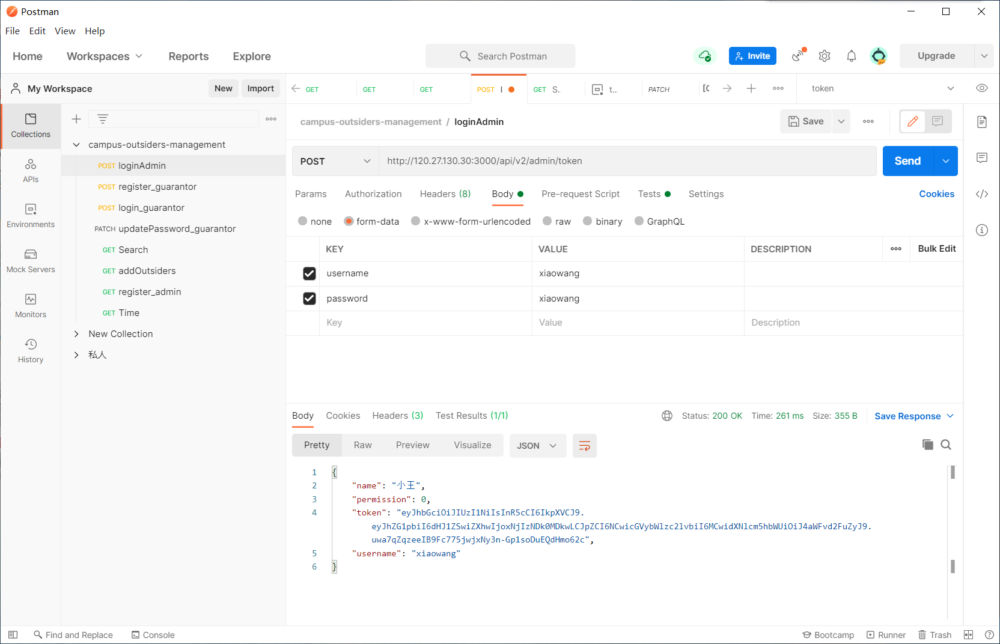 Postman
File Edit View Help
Home Workspaces Reports Explore Search Postman Invite Upgrade
My Workspace New Import GET GET GET POST l GET S.. t... PATCH [C token
Collections
APIs
Environments
Mock Servers
Monitors
History
campus-outsiders-management
POST loginAdmin
POST register_guarantor
POST login_guarantor
PATCH updatePassword_guarantor
GET Search
GET addOutsiders
GET register_admin
GET Time
New Collection
私人
campus-outsiders-management / loginAdmin Save
POST http://120.27.130.30:3000/api/v2/admin/token Send
Params Authorization Headers (8) Body Pre-request Script Tests Settings Cookies
none form-data x-www-form-urlencoded raw binary GraphQL
KEY VALUE DESCRIPTION Bulk Edit
username xiaowang
password xiaowang
Key Value Description
Body Cookies Headers (3) Test Results (1/1) Status: 200 OK Time: 261 ms Size: 355 B Save Response
Pretty Raw Preview Visualize JSON
1 {
2 "name": "小王",
3 "permission": 0,
4 "token": "eyJhbGciOiJIUzI1NiIsInR5cCI6IkpXVCJ9.
eyJhZG1pbiI6dHJ1ZSwiZXhwIjoxNjIzNDk0MDkwLCJpZCI6NCwicGVybWlzc2lvbiI6MCwidXNlcm5hbWUiOiJ4aWFvd2FuZyJ9.
uwa7qZqzeeIB9Fc775jwjxNy3n-Gp1soDuEQdHmo62c",
5 "username": "xiaowang"
6 }
Find and Replace Console Bootcamp Runner Trash